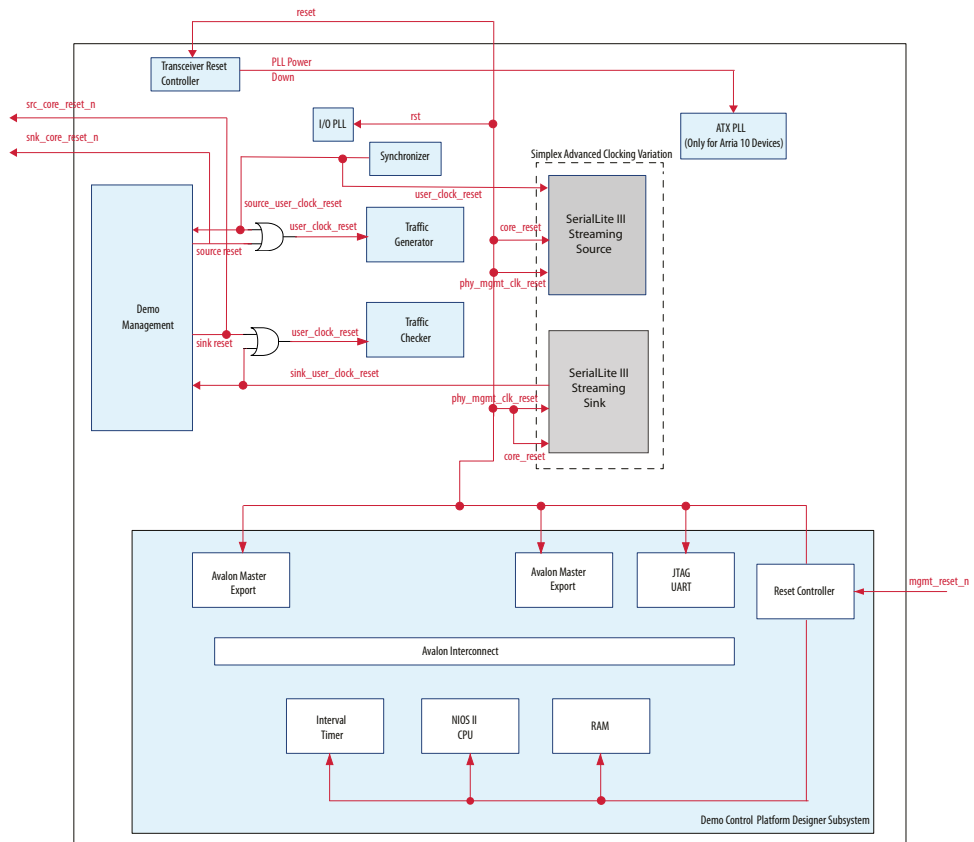 reset
Transceiver Reset
Controller
PLL Power
Down
src_core_reset_n
snk_core_reset_n
I/O PLL
rst
ATX PLL
(Only for Arria 10 Devices)
Synchronizer
Simplex Advanced Clocking Variation
user_clock_reset
source_user_clock_reset
user_clock_reset
source reset
Traffic
Generator
core_reset
phy_mgmt_clk_reset
SerialLite III
Streaming
Source
Demo
Management
sink reset
user_clock_reset
Traffic
Checker
sink_user_clock_reset
phy_mgmt_clk_reset
core_reset
SerialLite III
Streaming
Sink
Avalon Master
Export
Avalon Master
Export
JTAG
UART
Reset Controller
mgmt_reset_n
Avalon Interconnect
Interval
Timer
NIOS II
CPU
RAM
Demo Control Platform Designer Subsystem